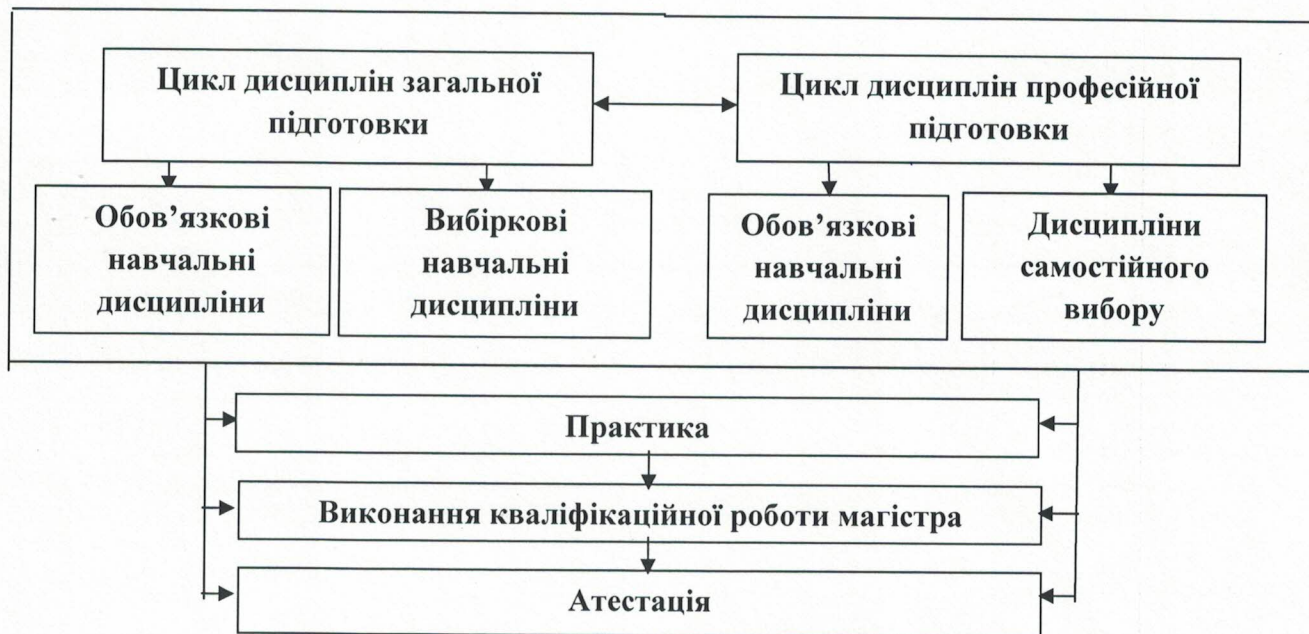 Цикл дисциплін загальної
підготовки
Цикл дисциплін професійної
підготовки
Обов’язкові
навчальні
дисципліни
Вибіркові
навчальні
дисципліни
Обов’язкові
навчальні
дисципліни
Дисципліни
самостійного
вибору
Практика
Виконання кваліфікаційної роботи магістра
Атестація